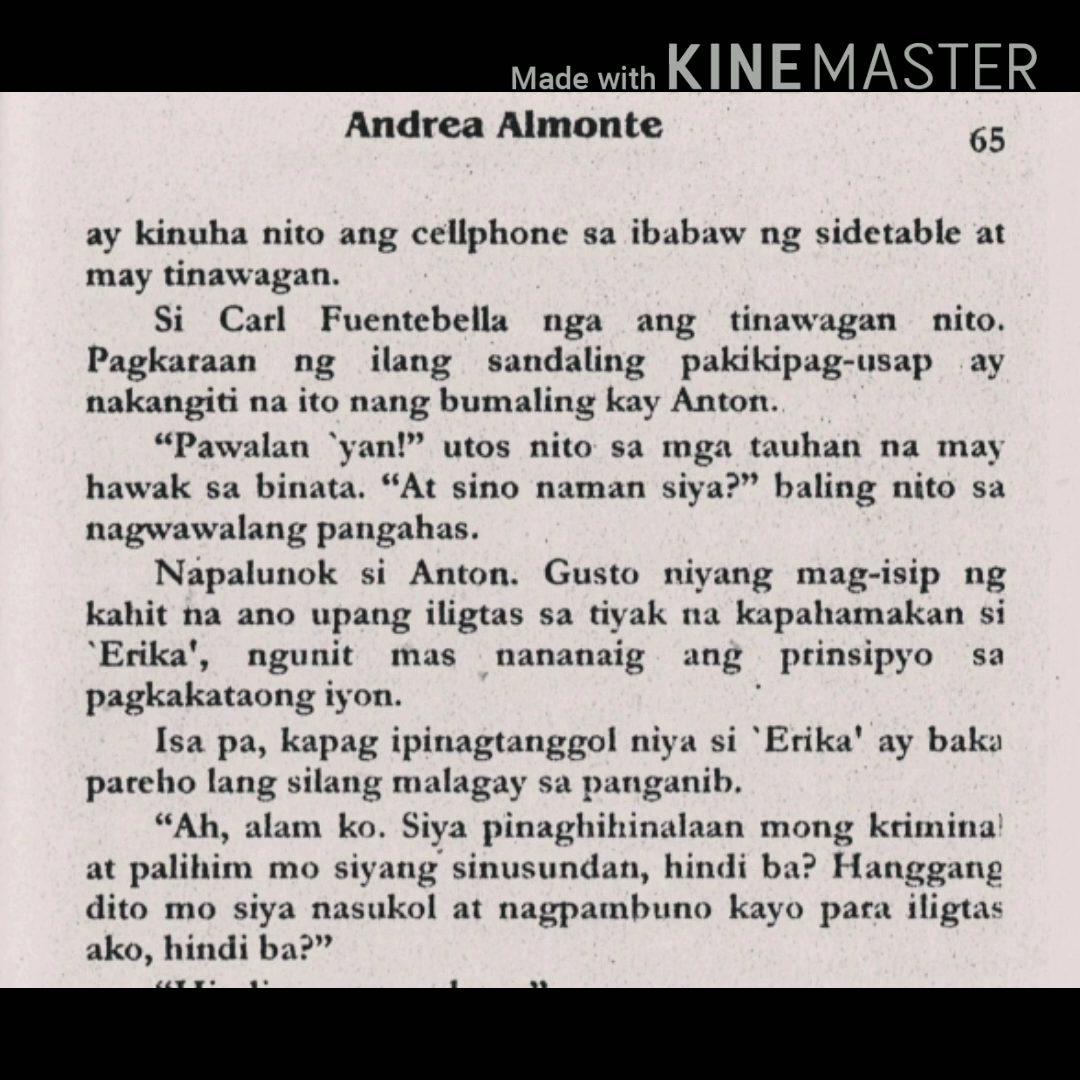 Made with KINEMASTER
Andrea Almonte
65
ay kinuha nito ang cellphone sa ibabaw ng sidetable at
may tinawagan.
Si Carl Fuentebella nga ang tinawagan nito.
Pagkaraan ng ilang sandaling pakikipag-usap ay
nakangiti na ito nang bumaling kay Anton.
“Pawalan `yan!” utos nito sa mga tauhan na may
hawak sa binata. “At sino naman siya?” baling nito sa
nagwawalang pangahas.
Napalunok si Anton. Gusto niyang mag-isip ng
kahit na ano upang iligtas sa tiyak na kapahamakan si
`Erika', ngunit mas nananaig ang prinsipyo sa
pagkakataong iyon.
Isa pa, kapag ipinagtanggol niya si `Erika' ay baka
pareho lang silang malagay sa panganib.
“Ah, alam ko. Siya pinaghihinalaan mong kriminal
at palihim mo siyang sinusundan, hindi ba? Hanggang
dito mo siya nasukol at nagpambuno kayo para iligtas
ako, hindi ba?”